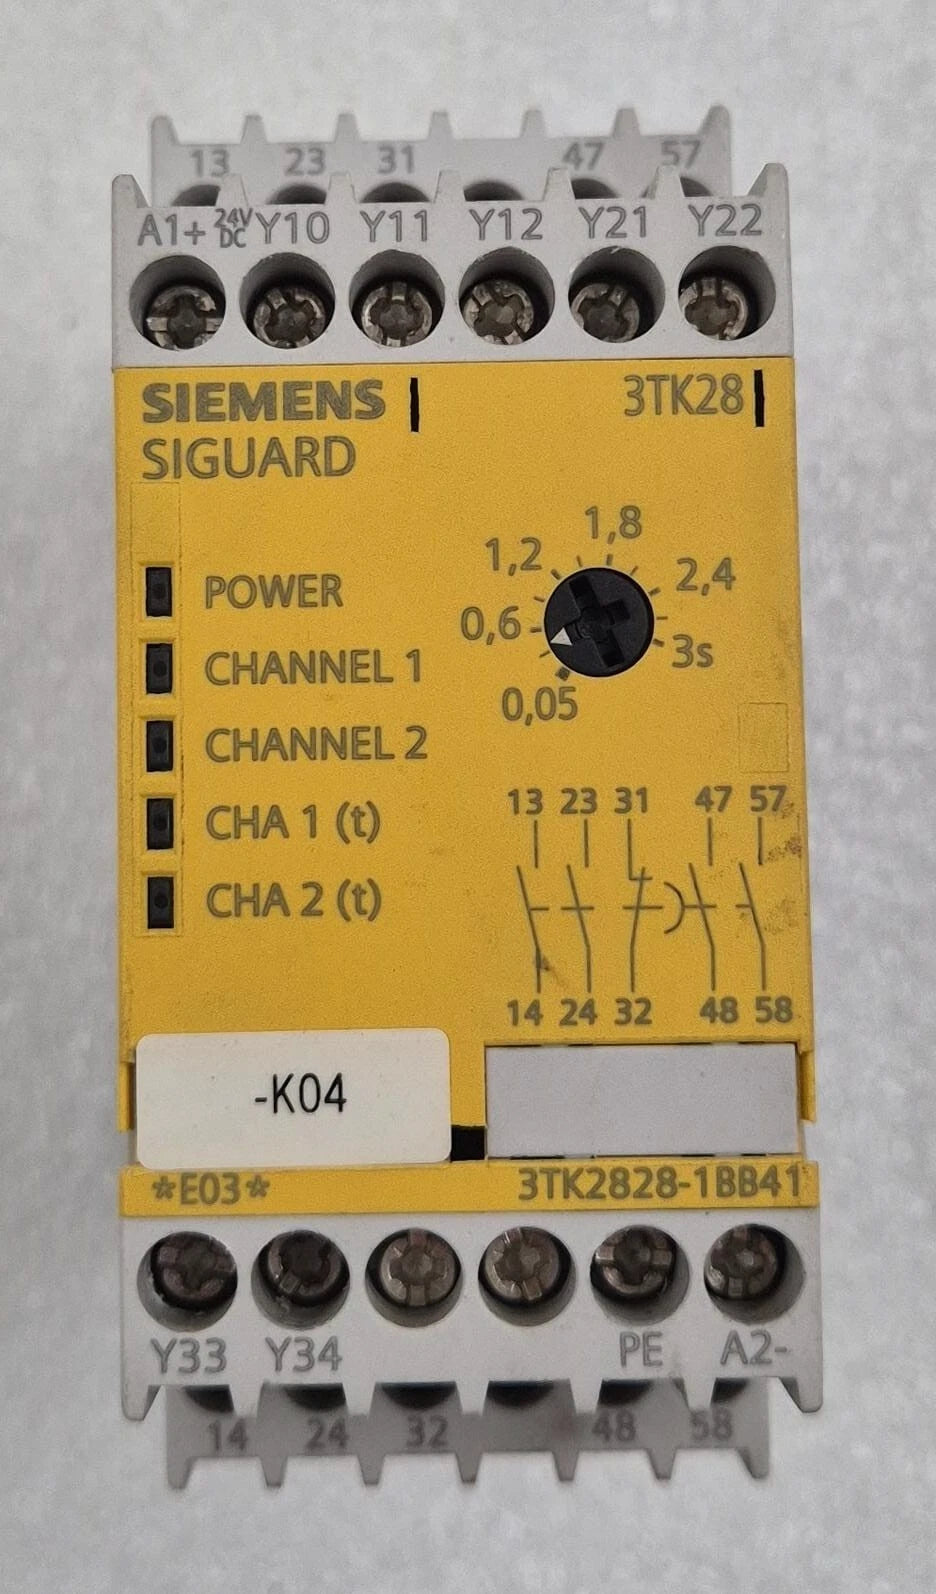 13 23 31 47 57
A1+ 24V DC Y10 Y11 Y12 Y21 Y22
SIEMENS 3TK28
SIGUARD
1,8
1,2 2,4
POWER
0,6
3s
CHANNEL 1
0,05
CHANNEL 2
13 23 31 47 57
CHA 1 (t)
CHA 2 (t)
14 24 32 48 58
-K04
*E03* 3TK2828-1BB41
Y33 Y34 PE A2-
14 24 32 48 58